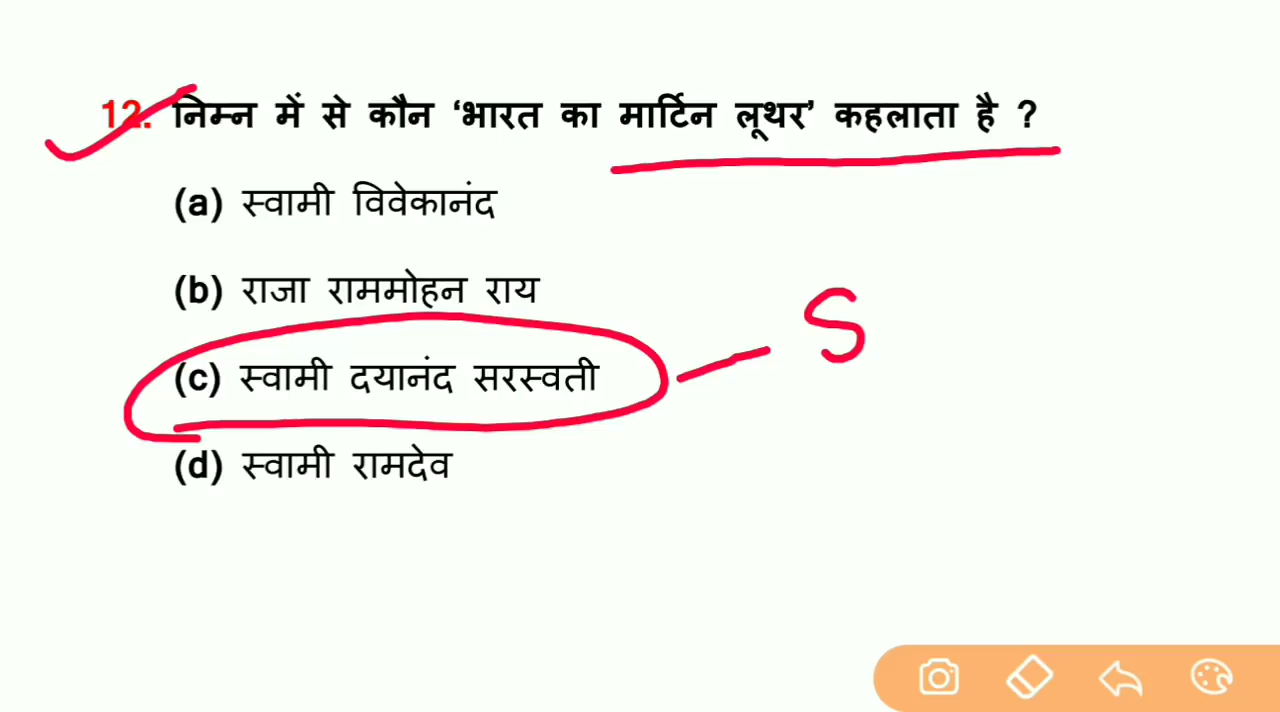 12. निम्न में से कौन ‘भारत का मार्टिन लूथर’ कहलाता है ?
(a) स्वामी विवेकानंद
(b) राजा राममोहन राय
S
(c) स्वामी दयानंद सरस्वती
(d) स्वामी रामदेव